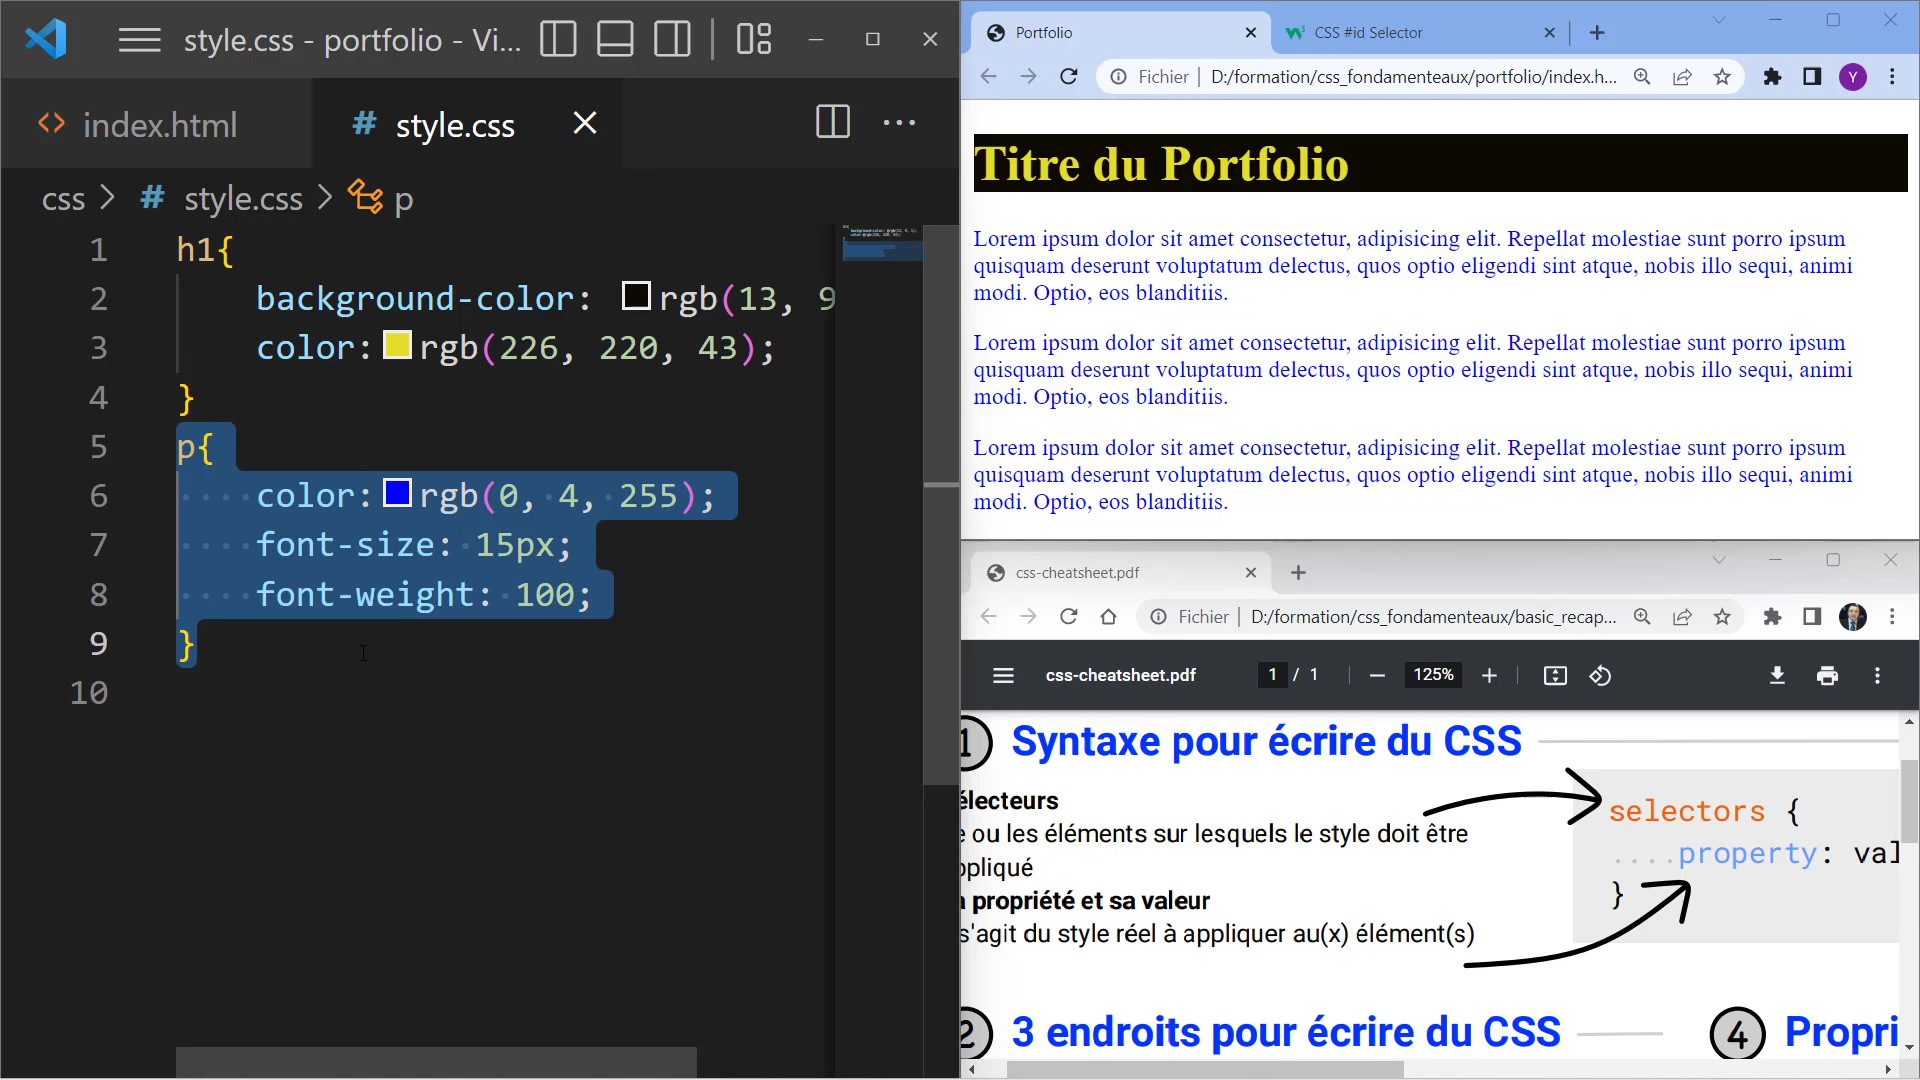 style.css - portfolio - Vi...
index.html
# style.css
css > # style.css > p
1 h1{
2 background-color: rgb(13, 9
3 color: rgb(226, 220, 43);
4 }
5 p{
6 ····color: rgb(0, ·4, ·255);
7 ····font-size: ·15px;
8 ····font-weight: ·100;
9 }
10
Portfolio
CSS #id Selector
Fichier | D:/formation/css_fondamenteaux/portfolio/index.h...
Y
Titre du Portfolio
Lorem ipsum dolor sit amet consectetur, adipisicing elit. Repellat molestiae sunt porro ipsum
quisquam deserunt voluptatum delectus, quos optio eligendi sint atque, nobis illo sequi, animi
modi. Optio, eos blanditiis.
Lorem ipsum dolor sit amet consectetur, adipisicing elit. Repellat molestiae sunt porro ipsum
quisquam deserunt voluptatum delectus, quos optio eligendi sint atque, nobis illo sequi, animi
modi. Optio, eos blanditiis.
Lorem ipsum dolor sit amet consectetur, adipisicing elit. Repellat molestiae sunt porro ipsum
quisquam deserunt voluptatum delectus, quos optio eligendi sint atque, nobis illo sequi, animi
modi. Optio, eos blanditiis.
css-cheatsheet.pdf
Fichier | D:/formation/css_fondamenteaux/basic_recap...
css-cheatsheet.pdf
1 / 1
125%
1 Syntaxe pour écrire du CSS
électeurs
e ou les éléments sur lesquels le style doit être
ppliqué
a propriété et sa valeur
s'agit du style réel à appliquer au(x) élément(s)
selectors {
....property: val
}
2 3 endroits pour écrire du CSS
4 Propri